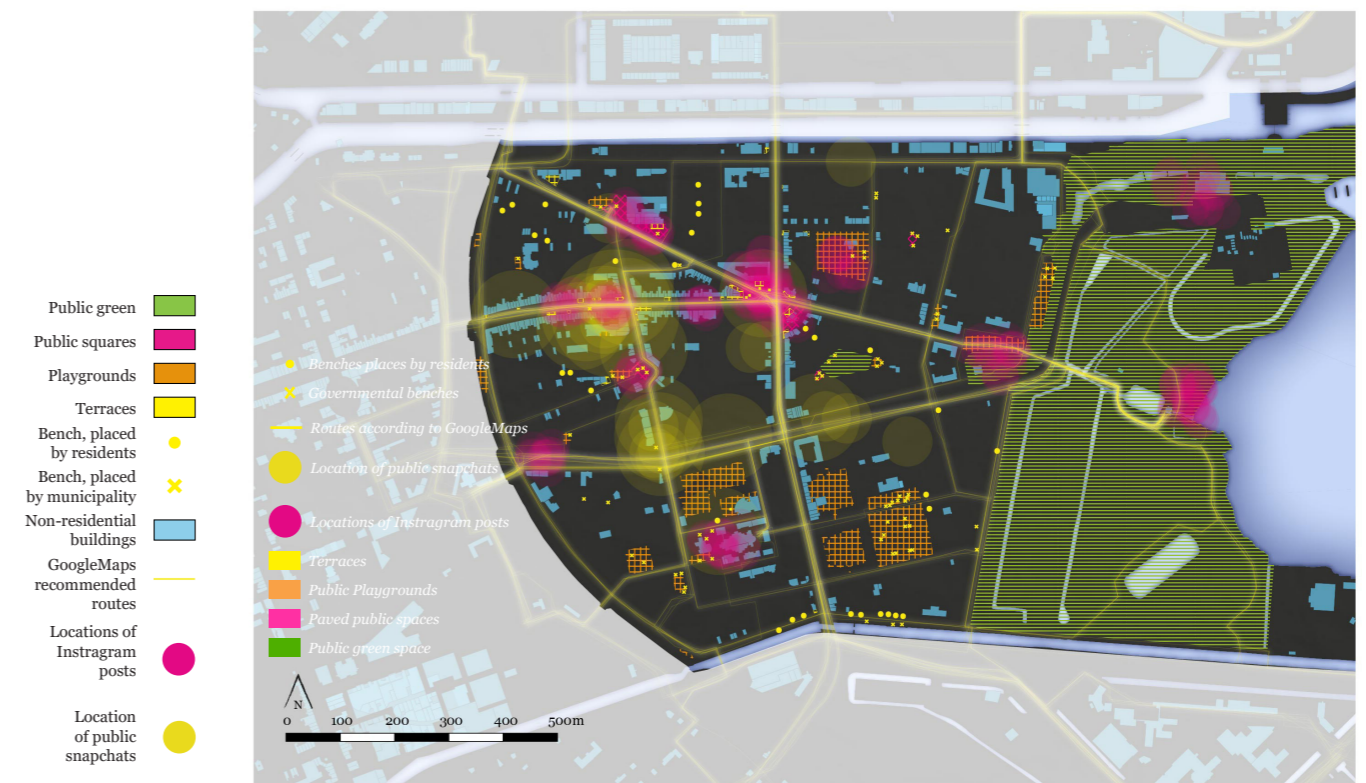 Public green
Public squares
Playgrounds
Terraces
Bench, placed
by residents
Bench, placed
by municipality
Non-residential
buildings
GoogleMaps
recommended
routes
Locations of
Instragram
posts
Location
of public
snapchats
Benches places by residents
Governmental benches
Routes according to GoogleMaps
Location of public snapchats
Locations of Instragram posts
Terraces
Public Playgrounds
Paved public spaces
Public green space
N
0 100 200 300 400 500m